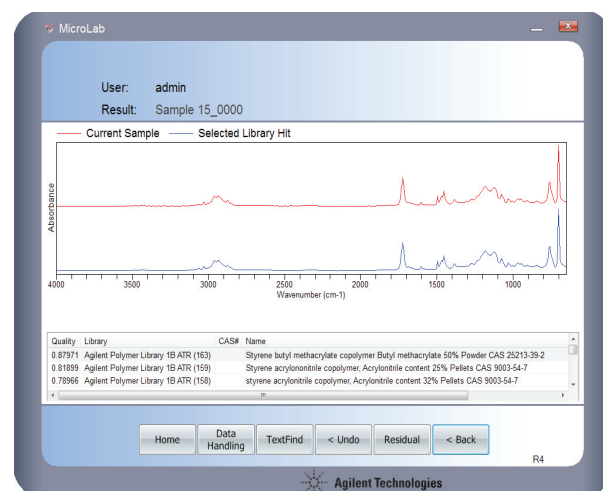 MicroLab
User: admin
Result: Sample 15_0000
Current Sample Selected Library Hit
Absorbance
4000 3500 3000 2500 2000 1500 1000
Wavenumber (cm-1)
Quality Library CAS# Name
0.87971 Agilent Polymer Library 1B ATR (163) Styrene butyl methacrylate copolymer Butyl methacrylate 50% Powder CAS 25213-39-2
0.81899 Agilent Polymer Library 1B ATR (159) Styrene acrylononitrile copolymer, Acrylonitrile content 25% Pellets CAS 9003-54-7
0.78966 Agilent Polymer Library 1B ATR (158) styrene acrylonitrile copolymer, Acrylonitrile content 32% Pellets CAS 9003-54-7
Home Data Handling TextFind < Undo Residual < Back
R4
Agilent Technologies